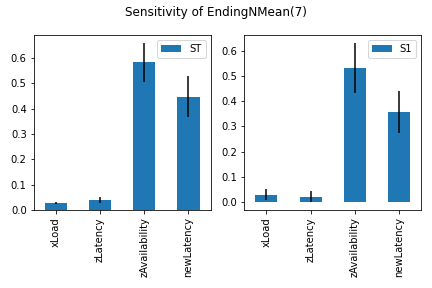 Sensitivity of EndingNMean(7)
ST
0.6
0.5
0.4
0.3
0.2
0.1
0.0
xLoad
zLatency
zAvailability
newLatency
S1
0.6
0.5
0.4
0.3
0.2
0.1
0.0
xLoad
zLatency
zAvailability
newLatency